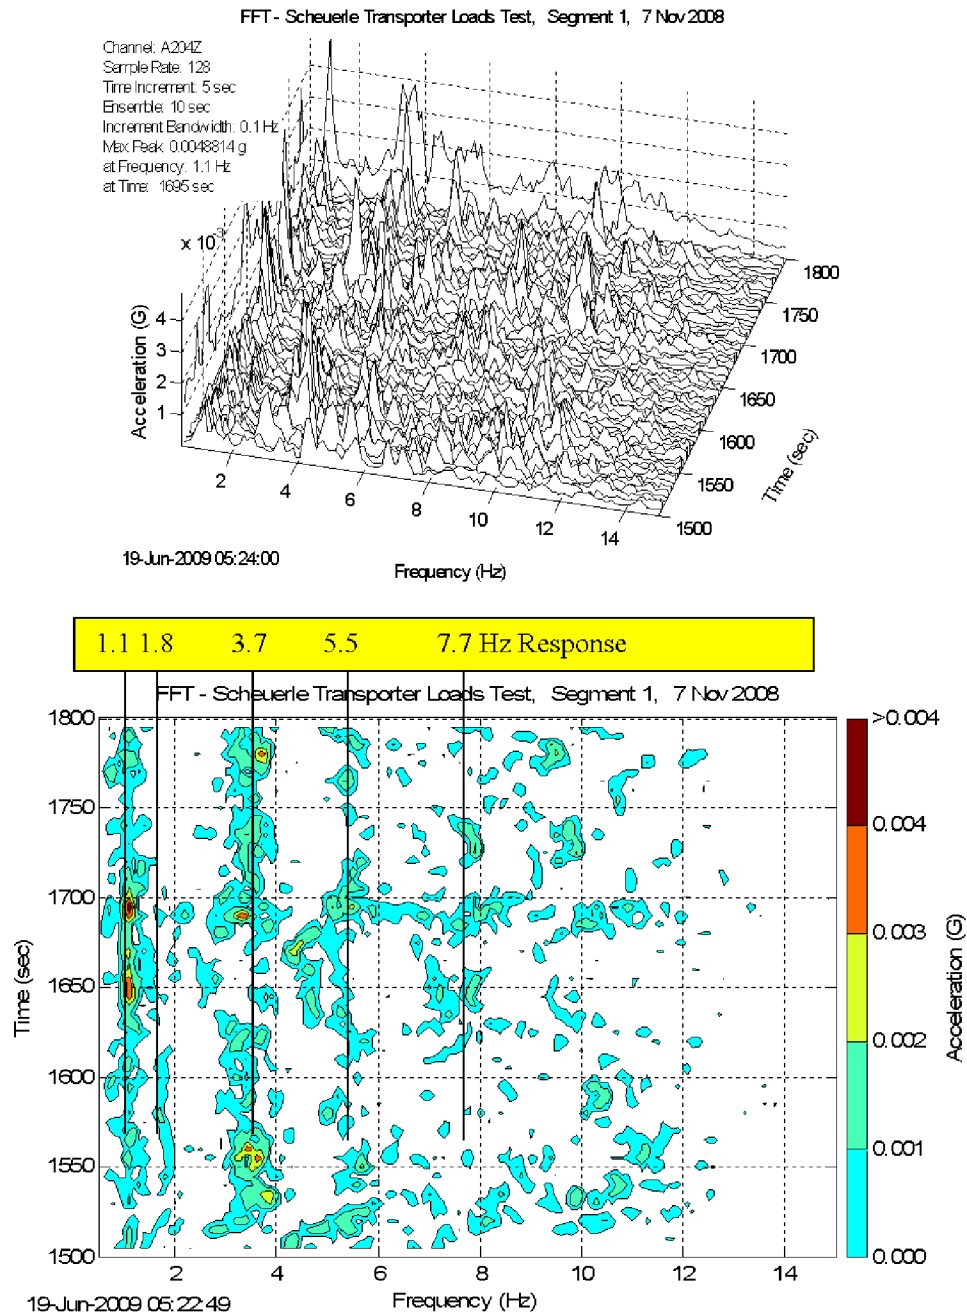 FFT - Scheuerle Transporter Loads Test, Segment 1, 7 Nov 2008
Channel: A204Z
Sample Rate: 128
Time Increment: 5 sec
Ensemble: 10 sec
Increment Bandwidth: 0.1 Hz
Max Peak: 0.0048814 g
at Frequency: 1.1 Hz
at Time: 1695 sec
x 10
4
3
2
1
Acceleration (G)
2
4
6
8
10
12
14
Frequency (Hz)
1800
1750
1700
1650
1600
1550
1500
Time (sec)
19-Jun-2009 05:24:00
1.1 1.8 3.7 5.5 7.7 Hz Response
FFT - Scheuerle Transporter Loads Test, Segment 1, 7 Nov 2008
1800
1750
1700
1650
1600
1550
1500
Time (sec)
2 4 6 8 10 12 14
Frequency (Hz)
>0.004
0.004
0.003
0.002
0.001
0.000
Acceleration (G)
19-Jun-2009 05:22:49